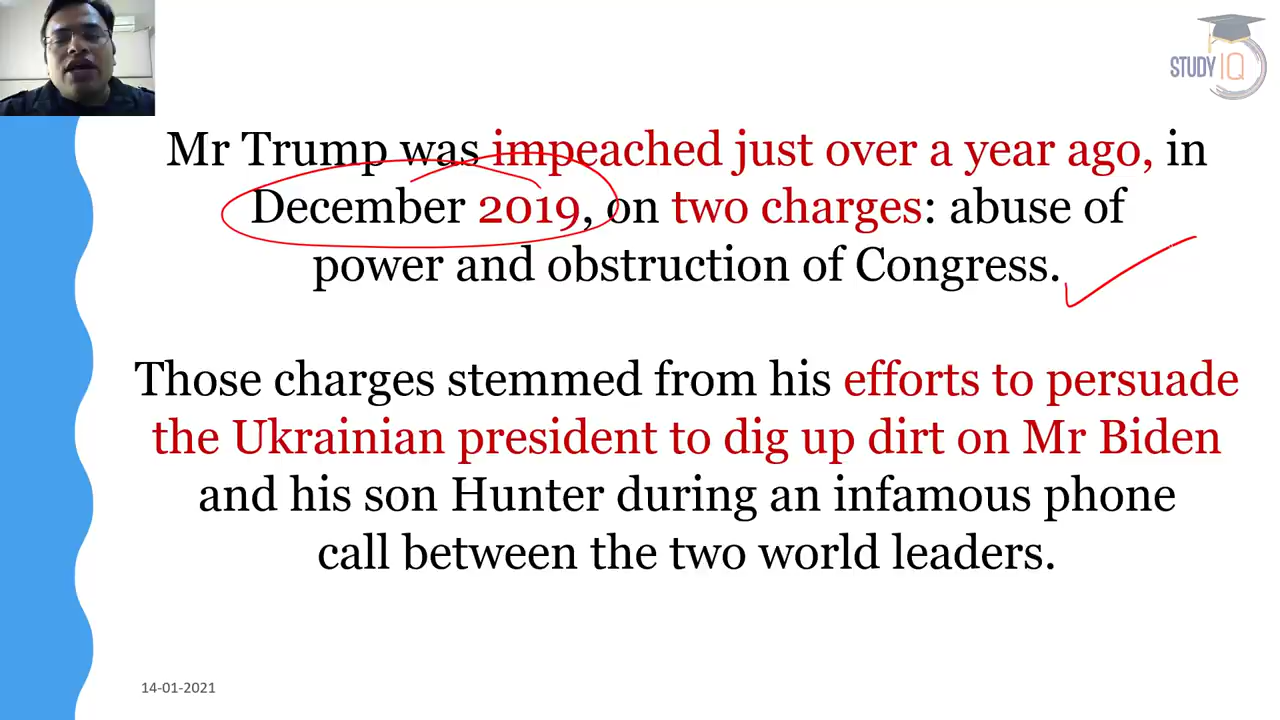 STUDY IQ
Mr Trump was impeached just over a year ago, in
December 2019, on two charges: abuse of
power and obstruction of Congress.
Those charges stemmed from his efforts to persuade
the Ukrainian president to dig up dirt on Mr Biden
and his son Hunter during an infamous phone
call between the two world leaders.
14-01-2021